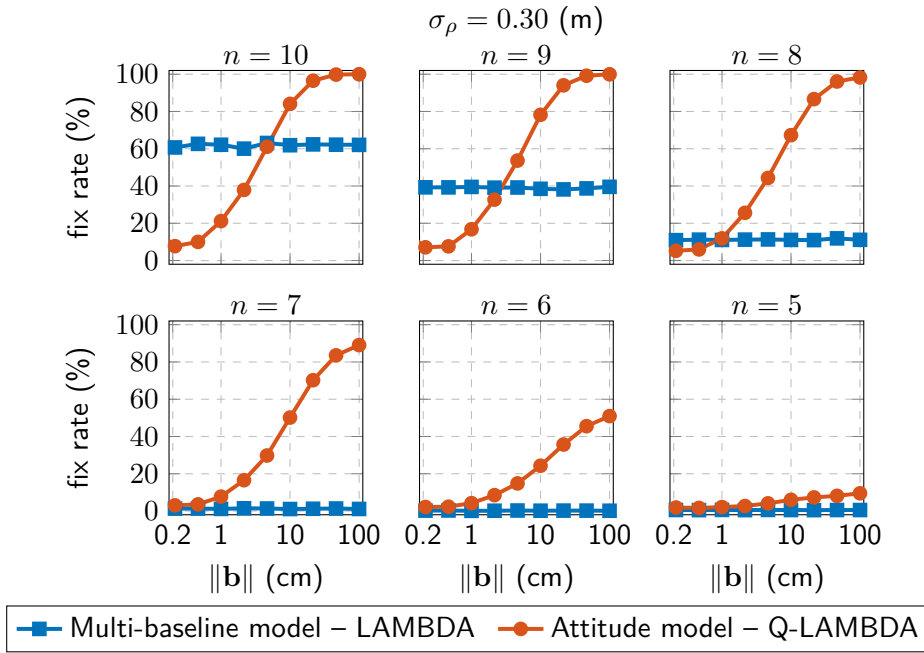 σρ = 0.30 (m)
n = 10 n = 9 n = 8
fix rate (%)
100
80
60
40
20
0
n = 7 n = 6 n = 5
fix rate (%)
100
80
60
40
20
0
0.2 1 10 100 0.2 1 10 100 0.2 1 10 100
‖b‖ (cm) ‖b‖ (cm) ‖b‖ (cm)
Multi-baseline model – LAMBDA Attitude model – Q-LAMBDA